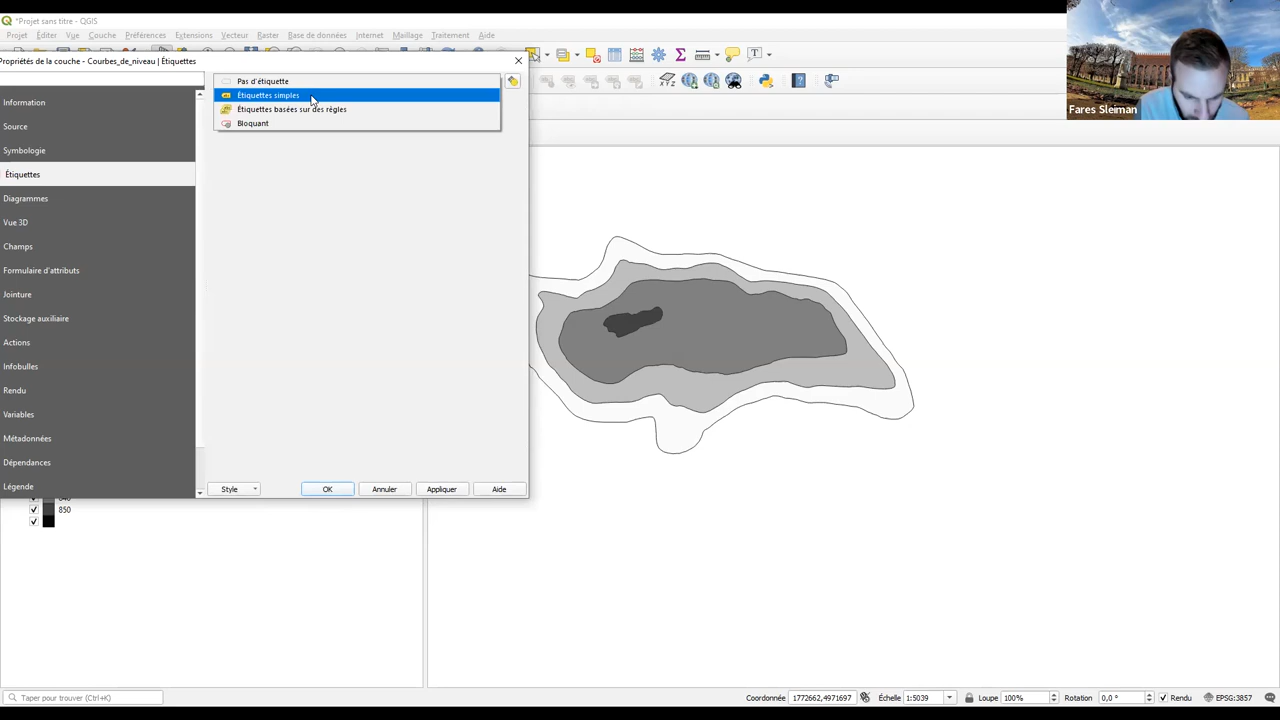 *Projet sans titre - QGIS
Projet Éditer Vue Couche Préférences Extensions Vecteur Raster Base de données Internet Maillage Traitement Aide
Propriétés de la couche - Courbes_de_niveau | Étiquettes
Fares Sleiman
Information
Source
Symbologie
Étiquettes
Diagrammes
Vue 3D
Champs
Formulaire d'attributs
Jointure
Stockage auxiliaire
Actions
Infobulles
Rendu
Variables
Métadonnées
Dépendances
Légende
Pas d'étiquette
Étiquettes simples
Étiquettes basées sur des règles
Bloquant
Style OK Annuler Appliquer Aide
850
Taper pour trouver (Ctrl+K)
Coordonnée 1772662,4971697 Échelle 1:5039 Loupe 100% Rotation 0,0 ° Rendu EPSG:3857